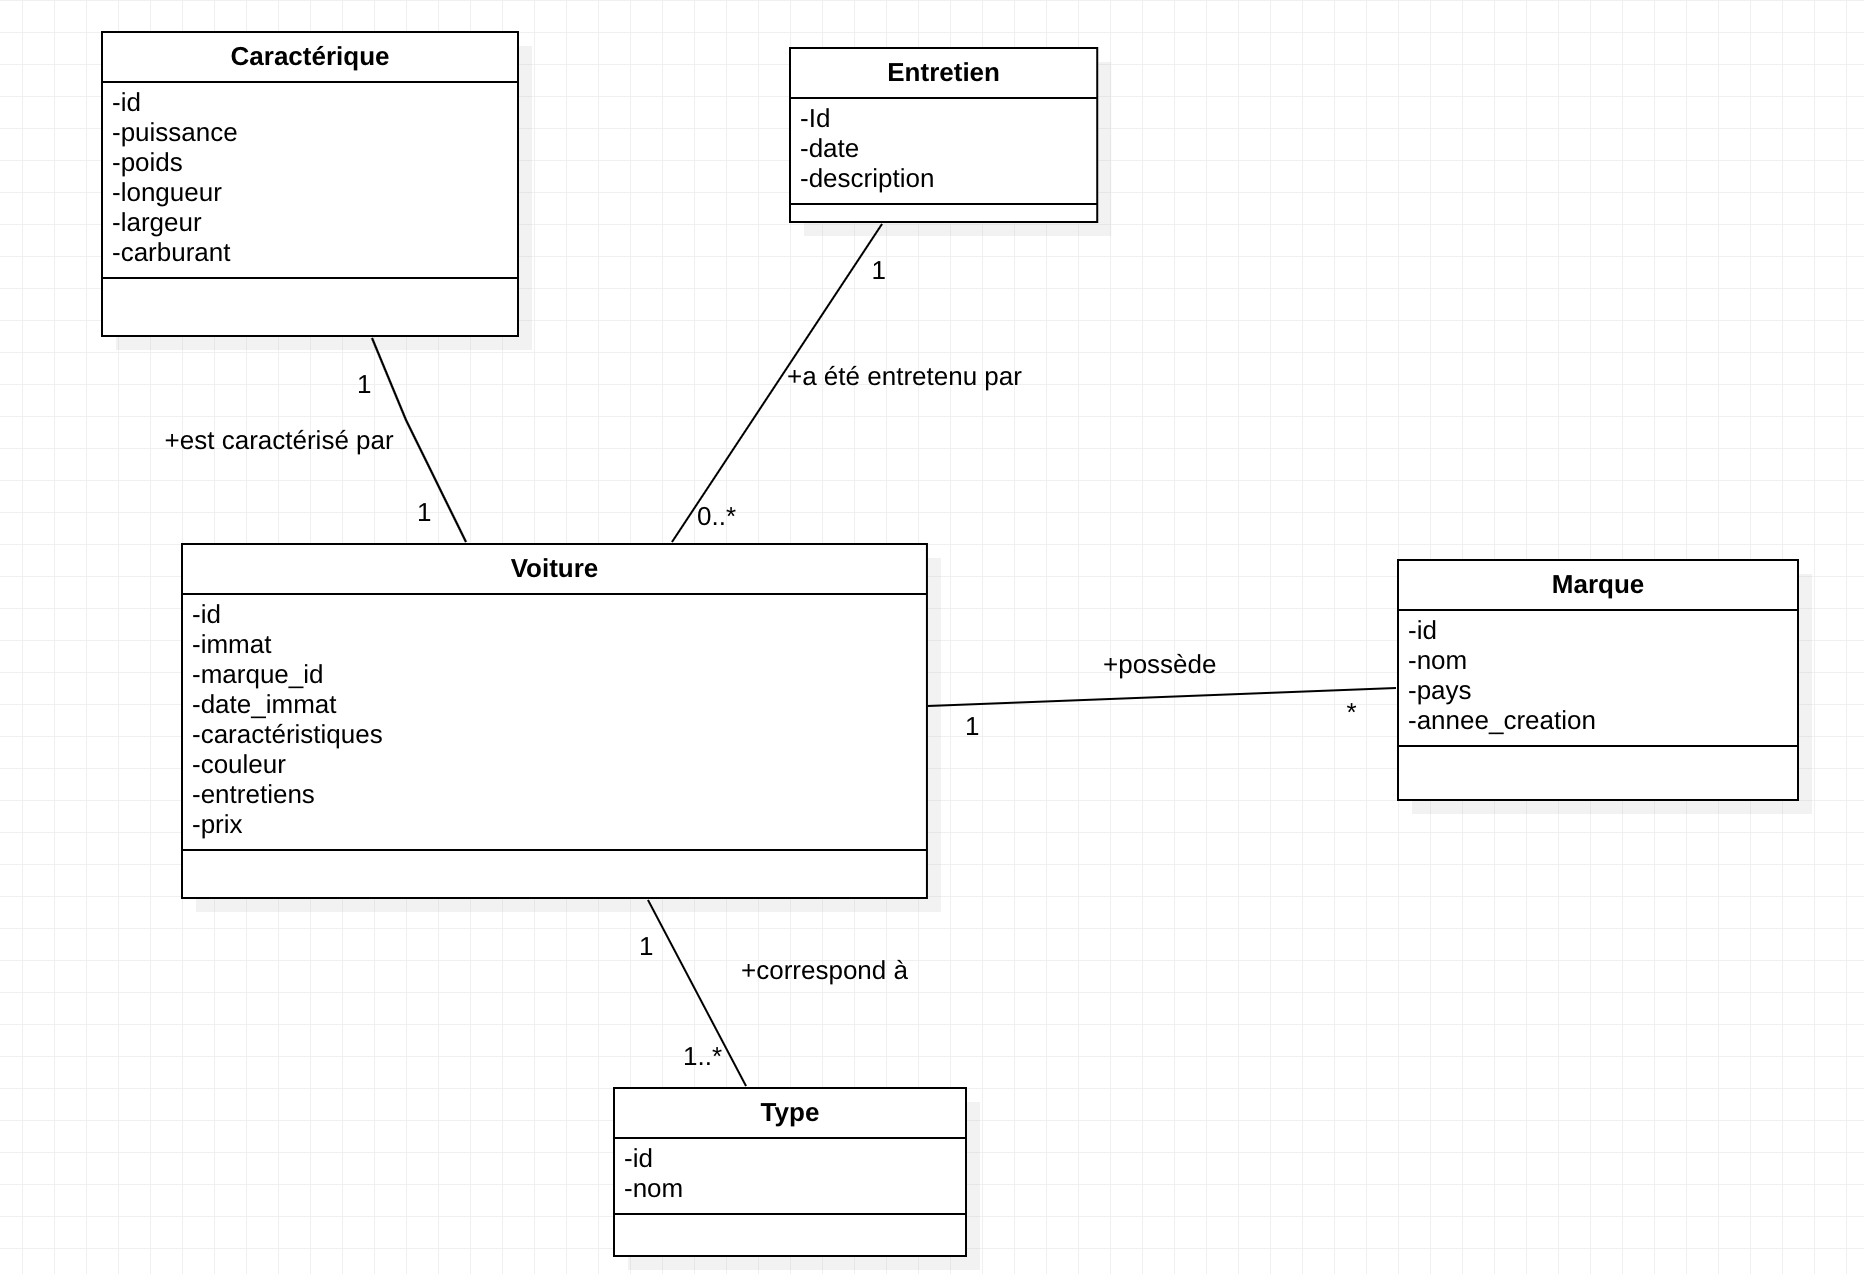 Caractérique
-id
-puissance
-poids
-longueur
-largeur
-carburant
Entretien
-Id
-date
-description
1
+est caractérisé par
1
1
+a été entretenu par
0..*
Voiture
-id
-immat
-marque_id
-date_immat
-caractéristiques
-couleur
-entretiens
-prix
+possède
1
*
Marque
-id
-nom
-pays
-annee_creation
1
+correspond à
1..*
Type
-id
-nom